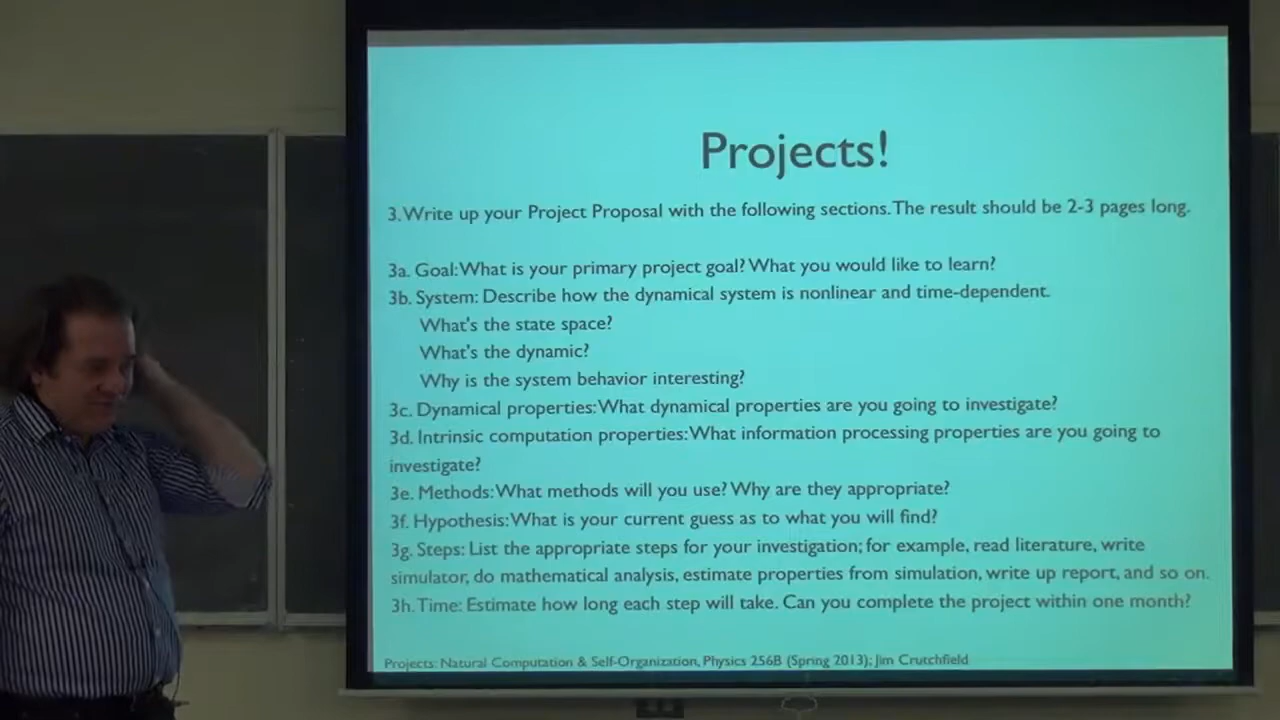 Projects!
3. Write up your Project Proposal with the following sections. The result should be 2-3 pages long.
3a. Goal: What is your primary project goal? What you would like to learn?
3b. System: Describe how the dynamical system is nonlinear and time-dependent.
What's the state space?
What's the dynamic?
Why is the system behavior interesting?
3c. Dynamical properties: What dynamical properties are you going to investigate?
3d. Intrinsic computation properties: What information processing properties are you going to
investigate?
3e. Methods: What methods will you use? Why are they appropriate?
3f. Hypothesis: What is your current guess as to what you will find?
3g. Steps: List the appropriate steps for your investigation; for example, read literature, write
simulator, do mathematical analysis, estimate properties from simulation, write up report, and so on.
3h. Time: Estimate how long each step will take. Can you complete the project within one month?
Projects: Natural Computation & Self-Organization, Physics 256B (Spring 2013); Jim Crutchfield